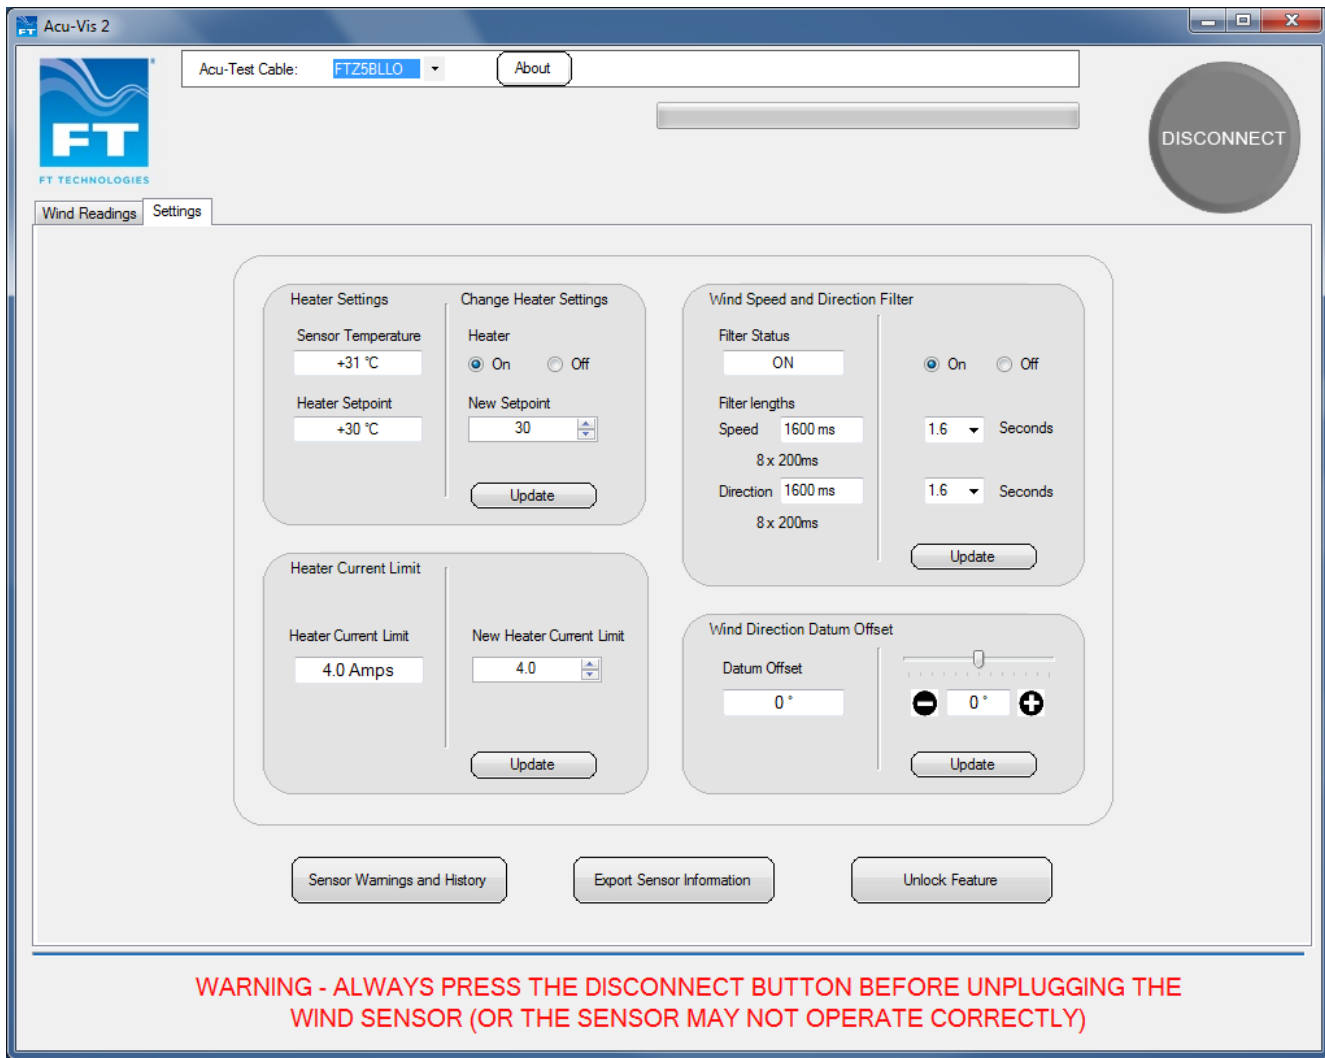 Acu-Vis 2
Acu-Test Cable: FTZ5BLLO About
DISCONNECT
FT
FT TECHNOLOGIES
Wind Readings Settings
Heater Settings Change Heater Settings
Sensor Temperature Heater
+31 °C On Off
Heater Setpoint New Setpoint
+30 °C 30
Update
Wind Speed and Direction Filter
Filter Status
ON On Off
Filter lengths
Speed 1600 ms 1.6 Seconds
8 x 200ms
Direction 1600 ms 1.6 Seconds
8 x 200ms
Update
Heater Current Limit
Heater Current Limit New Heater Current Limit
4.0 Amps 4.0
Update
Wind Direction Datum Offset
Datum Offset
0 ° 0 °
Update
Sensor Warnings and History Export Sensor Information Unlock Feature
WARNING - ALWAYS PRESS THE DISCONNECT BUTTON BEFORE UNPLUGGING THE
WIND SENSOR (OR THE SENSOR MAY NOT OPERATE CORRECTLY)